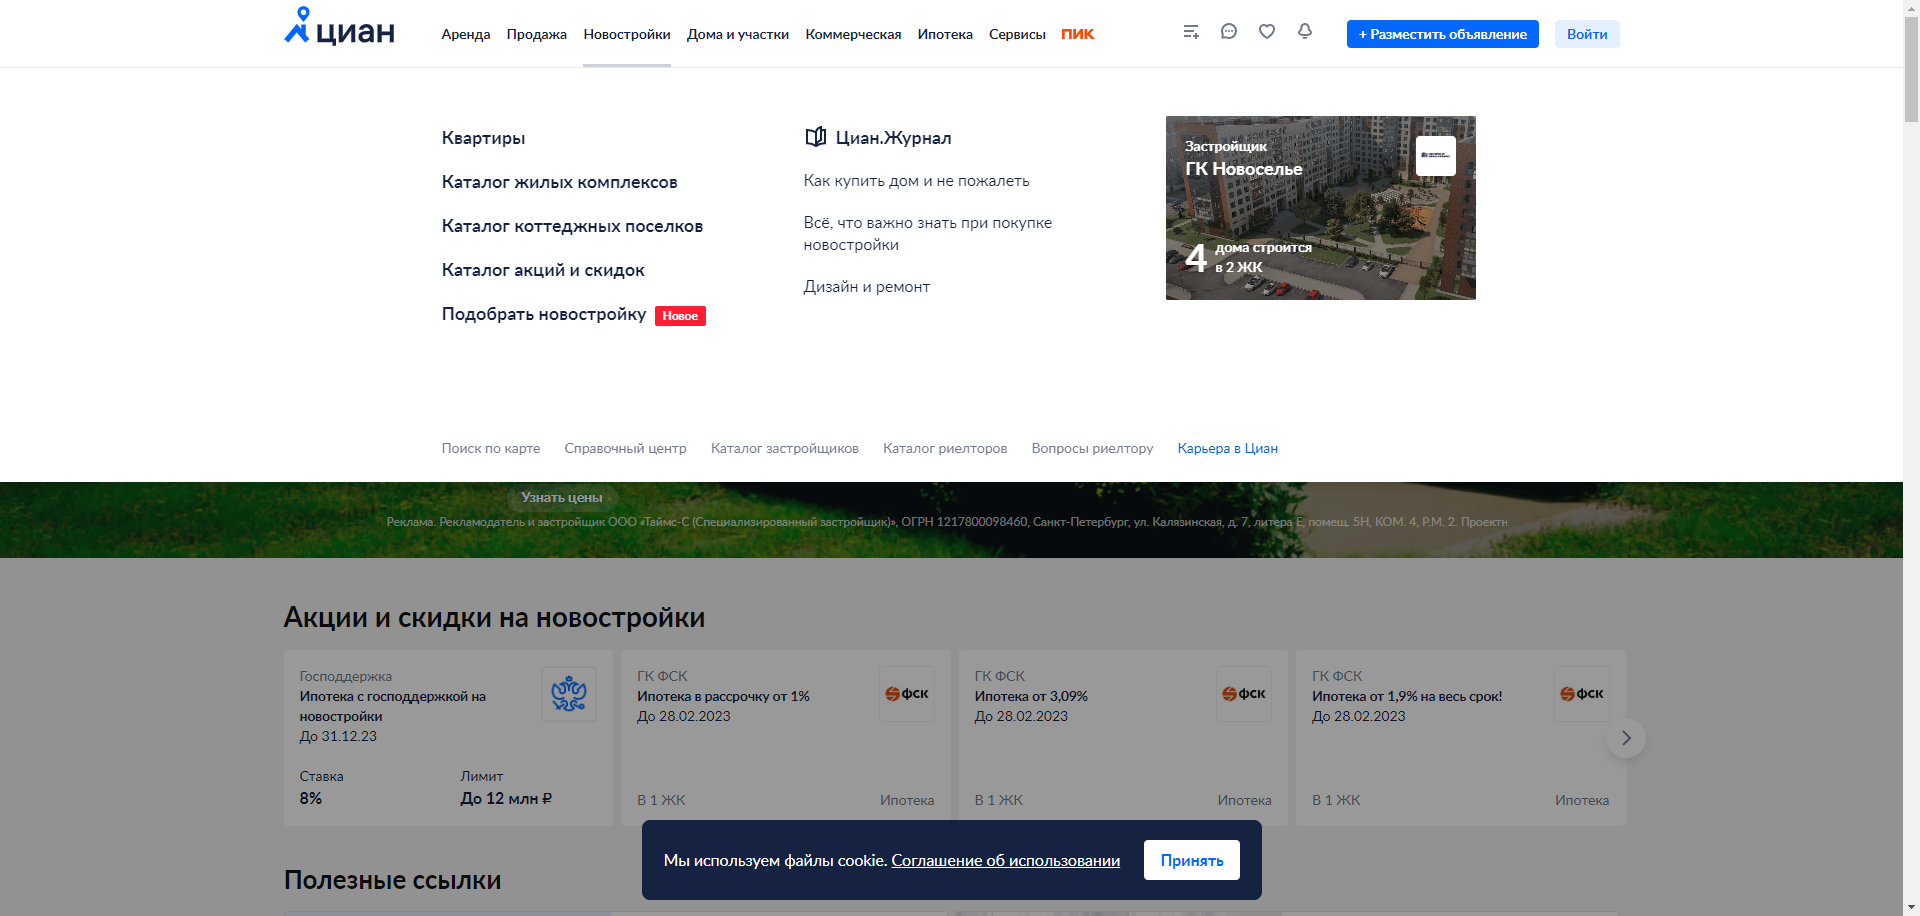 циан
Аренда Продажа Новостройки Дома и участки Коммерческая Ипотека Сервисы ПИК
+ Разместить объявление
Войти
Квартиры
Каталог жилых комплексов
Каталог коттеджных поселков
Каталог акций и скидок
Подобрать новостройку Новое
Циан.Журнал
Как купить дом и не пожалеть
Всё, что важно знать при покупке
новостройки
Дизайн и ремонт
Застройщик
ГК Новоселье
4 дома строится
в 2 ЖК
Поиск по карте Справочный центр Каталог застройщиков Каталог риелторов Вопросы риелтору Карьера в Циан
Узнать цены
Реклама. Рекламодатель и застройщик ООО «Таймс-С (Специализированный застройщик)», ОГРН 1217800098460, Санкт-Петербург, ул. Калязинская, д. 7, литера Е, помещ. 5Н, КОМ. 4, Р.М. 2. Проектн
Акции и скидки на новостройки
Господдержка
Ипотека с господдержкой на
новостройки
До 31.12.23
Ставка Лимит
8% До 12 млн ₽
ГК ФСК
Ипотека в рассрочку от 1%
До 28.02.2023
ФСК
В 1 ЖК Ипотека
ГК ФСК
Ипотека от 3,09%
До 28.02.2023
ФСК
В 1 ЖК Ипотека
ГК ФСК
Ипотека от 1,9% на весь срок!
До 28.02.2023
ФСК
В 1 ЖК Ипотека
Мы используем файлы cookie. Соглашение об использовании
Принять
Полезные ссылки